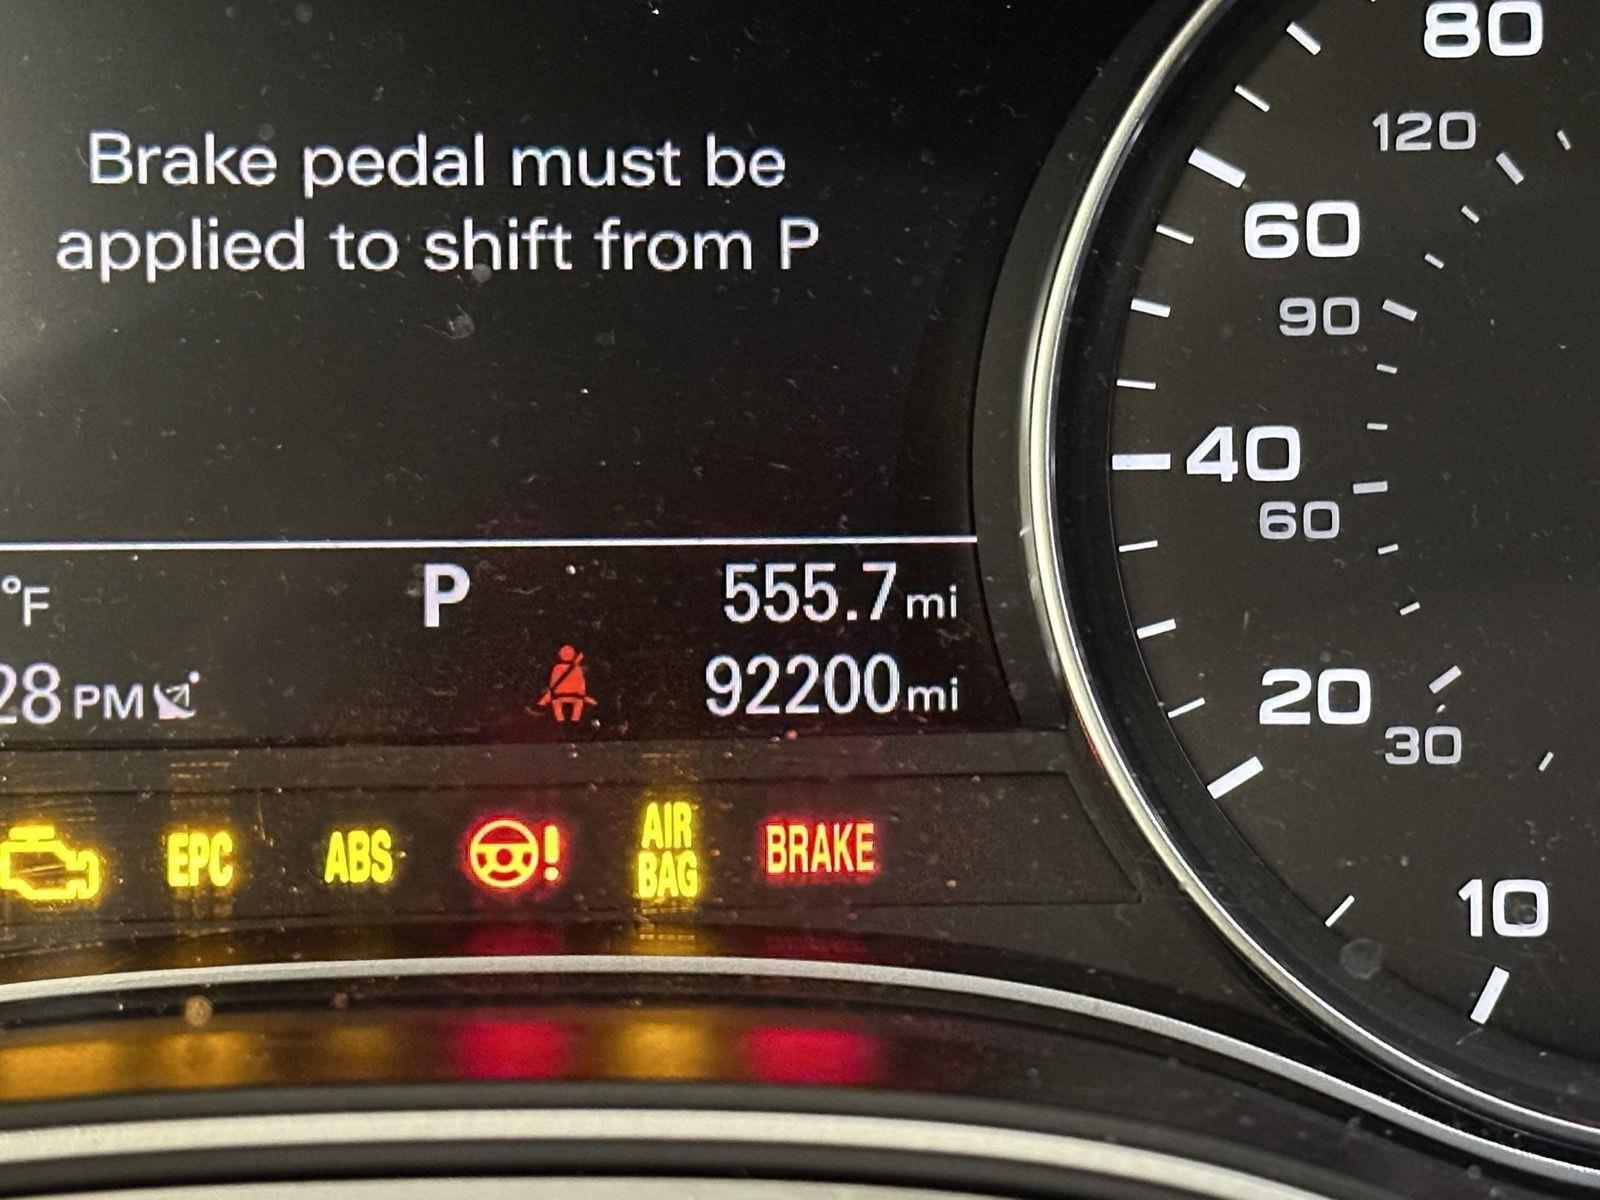 Brake pedal must be
applied to shift from P
°F
P
555.7 mi
28 PM
92200 mi
EPC
ABS
!
AIR
BAG
BRAKE
80
120
60
90
40
60
20
30
10